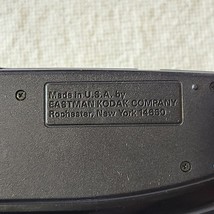 Made in U.S.A. by
EASTMAN KODAK COMPANY
Rochester, New York 14650